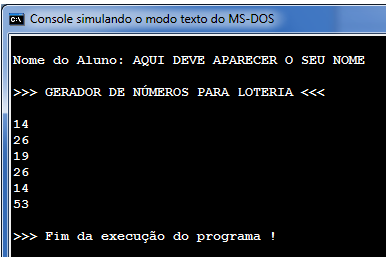 Console simulando o modo texto do MS-DOS
Nome do Aluno: AQUI DEVE APARECER O SEU NOME
>>> GERADOR DE NÚMEROS PARA LOTERIA <<<
14
26
19
26
14
53
>>> Fim da execução do programa !